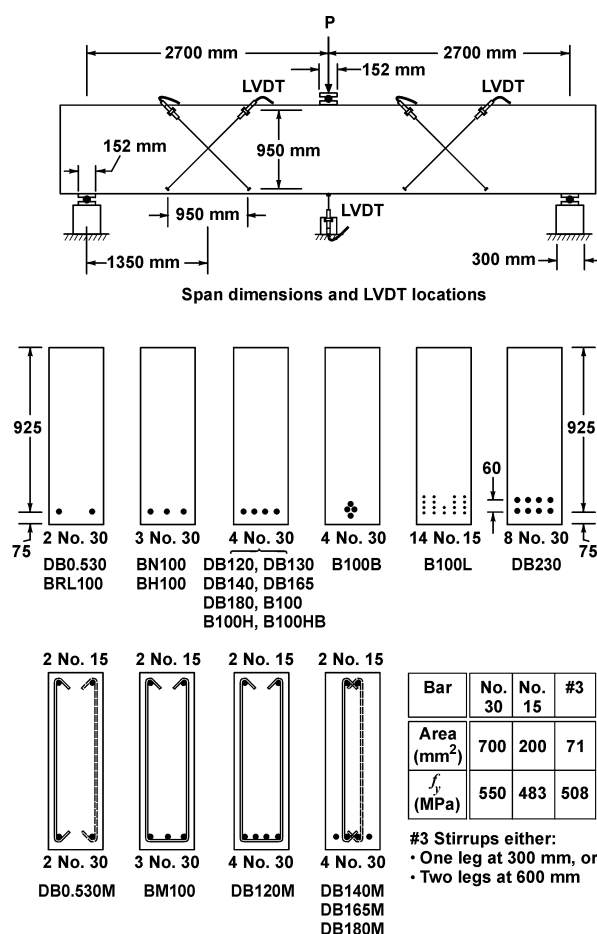 P
2700 mm 2700 mm
152 mm
LVDT LVDT
152 mm
950 mm
950 mm
LVDT
1350 mm
300 mm
Span dimensions and LVDT locations
925 925
60
75 75
2 No. 30 3 No. 30 4 No. 30 4 No. 30 14 No. 15 8 No. 30
DB0.530 BN100 DB120, DB130 B100B B100L DB230
BRL100 BH100 DB140, DB165
DB180, B100
B100H, B100HB
2 No. 15 2 No. 15 2 No. 15 2 No. 15
2 No. 30 3 No. 30 4 No. 30 4 No. 30
DB0.530M BM100 DB120M DB140M
DB165M
DB180M
Bar No. 30 No. 15 #3
Area (mm²) 700 200 71
fy (MPa) 550 483 508
#3 Stirrups either:
• One leg at 300 mm, or
• Two legs at 600 mm